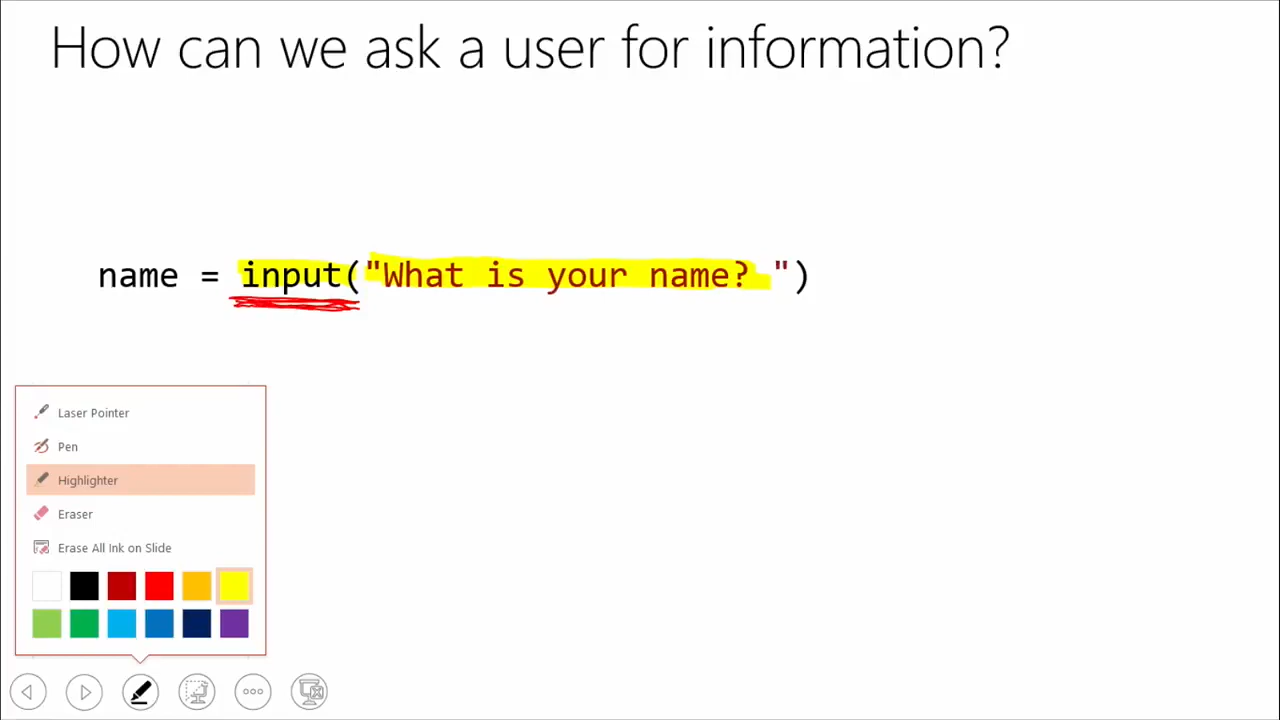 How can we ask a user for information?
name = input("What is your name? ")
Laser Pointer
Pen
Highlighter
Eraser
Erase All Ink on Slide